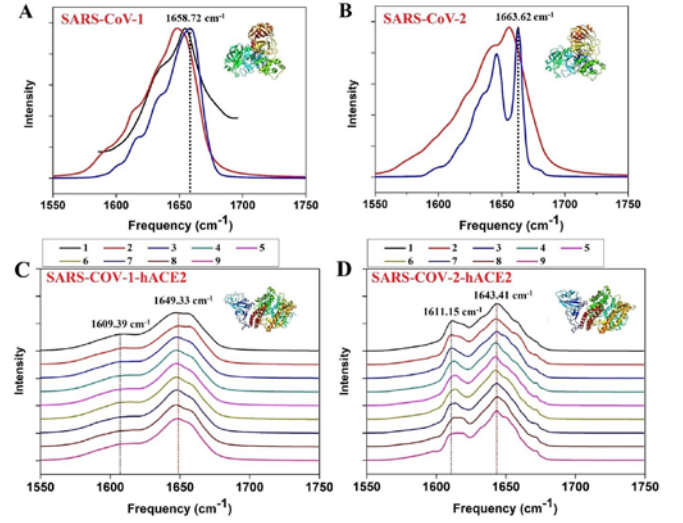 A
SARS-CoV-1
1658.72 cm-1
Intensity
1550 1600 1650 1700 1750
Frequency (cm-1)
B
SARS-CoV-2
1663.62 cm-1
Intensity
1550 1600 1650 1700 1750
Frequency (cm-1)
1 2 3 4 5
6 7 8 9
C
SARS-COV-1-hACE2
1609.39 cm-1
1649.33 cm-1
Intensity
1550 1600 1650 1700 1750
Frequency (cm-1)
1 2 3 4 5
6 7 8 9
D
SARS-COV-2-hACE2
1611.15 cm-1
1643.41 cm-1
Intensity
1550 1600 1650 1700 1750
Frequency (cm-1)